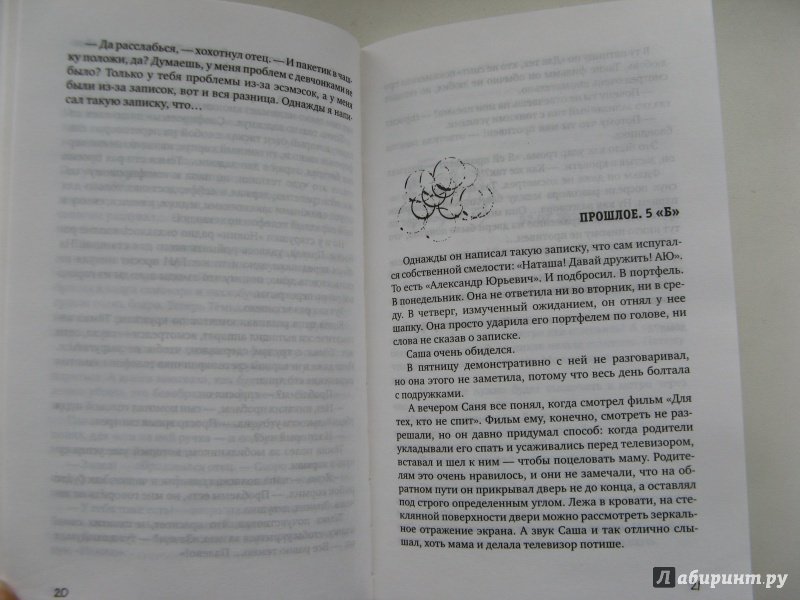 — Да расслабься, — хохотнул отец. — И пакетик в чаш-
ку положи, да? Думаешь, у меня проблем с девчонками не
было? Только у тебя проблемы из-за эсэмэсок, а у меня
были из-за записок, вот и вся разница. Однажды я напи-
сал такую записку, что…
20
ПРОШЛОЕ. 5 «Б»
Однажды он написал такую записку, что сам испугал-
ся собственной смелости: «Наташа! Давай дружить! АЮ».
То есть «Александр Юрьевич». И подбросил. В портфель.
В понедельник. Она не ответила ни во вторник, ни в сре-
ду. В четверг, измученный ожиданием, он отнял у нее
шапку. Она просто ударила его портфелем по голове, ни
слова не сказав о записке.
Саша очень обиделся.
В пятницу демонстративно с ней не разговаривал,
но она этого не заметила, потому что весь день болтала
с подружками.
А вечером Саня все понял, когда смотрел фильм «Для
тех, кто не спит». Фильм ему, конечно, смотреть не раз-
решали, но он давно придумал способ: когда родители
укладывали его спать и усаживались перед телевизором,
вставал и шел к ним — чтобы поцеловать маму. Родите-
лям это очень нравилось, и они не замечали, что на об-
ратном пути он прикрывал дверь не до конца, а оставлял
под строго определенным углом. Лежа в кровати, на сте-
клянной поверхности двери можно рассмотреть зеркаль-
ное отражение экрана. А звук Саша и так отлично слы-
шал, хоть мама и делала телевизор потише.
21
Лабиринт.ру